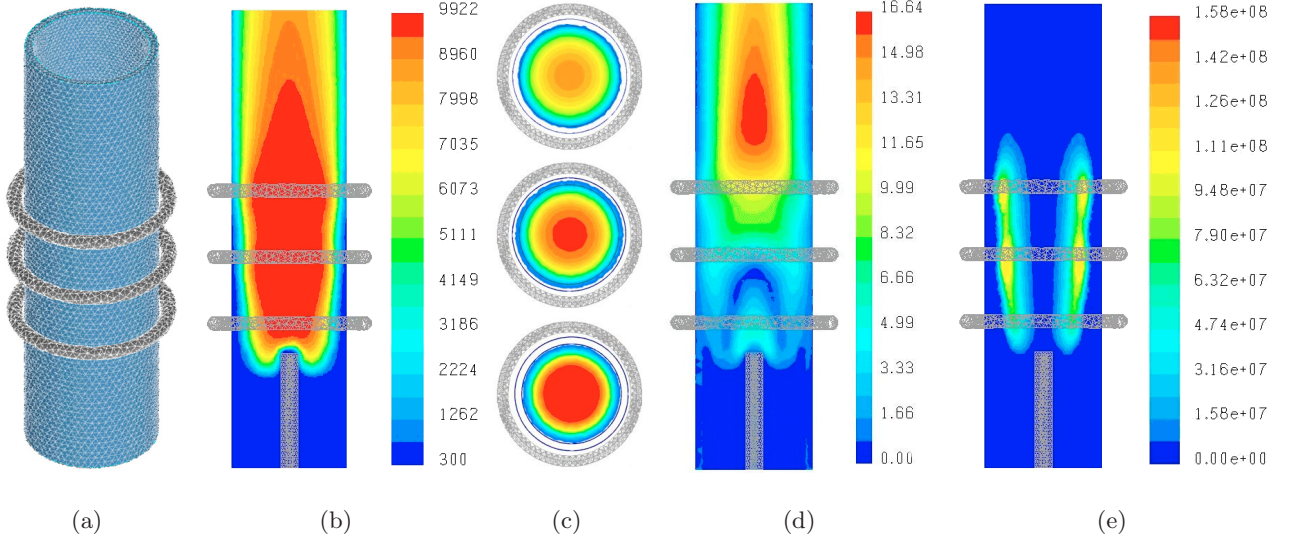 9922
8960
7998
7035
6073
5111
4149
3186
2224
1262
300
16.64
14.98
13.31
11.65
9.99
8.32
6.66
4.99
3.33
1.66
0.00
1.58e+08
1.42e+08
1.26e+08
1.11e+08
9.48e+07
7.90e+07
6.32e+07
4.74e+07
3.16e+07
1.58e+07
0.00e+00
(a)
(b)
(c)
(d)
(e)